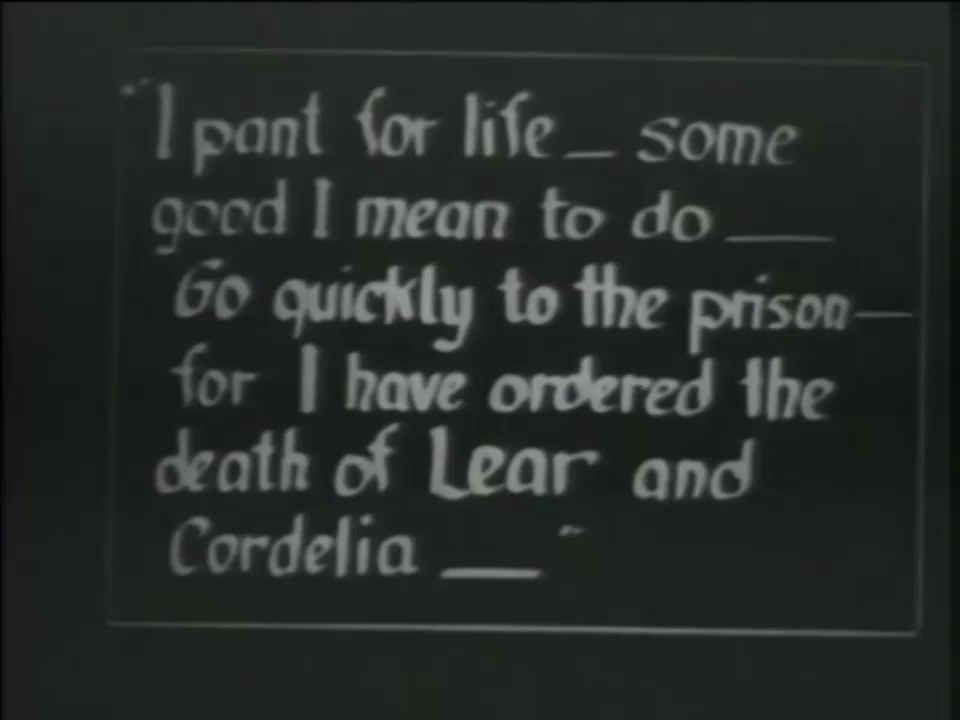 "I pant for life_ some
good I mean to do ___
Go quickly to the prison—
for I have ordered the
death of Lear and
Cordelia ___ "